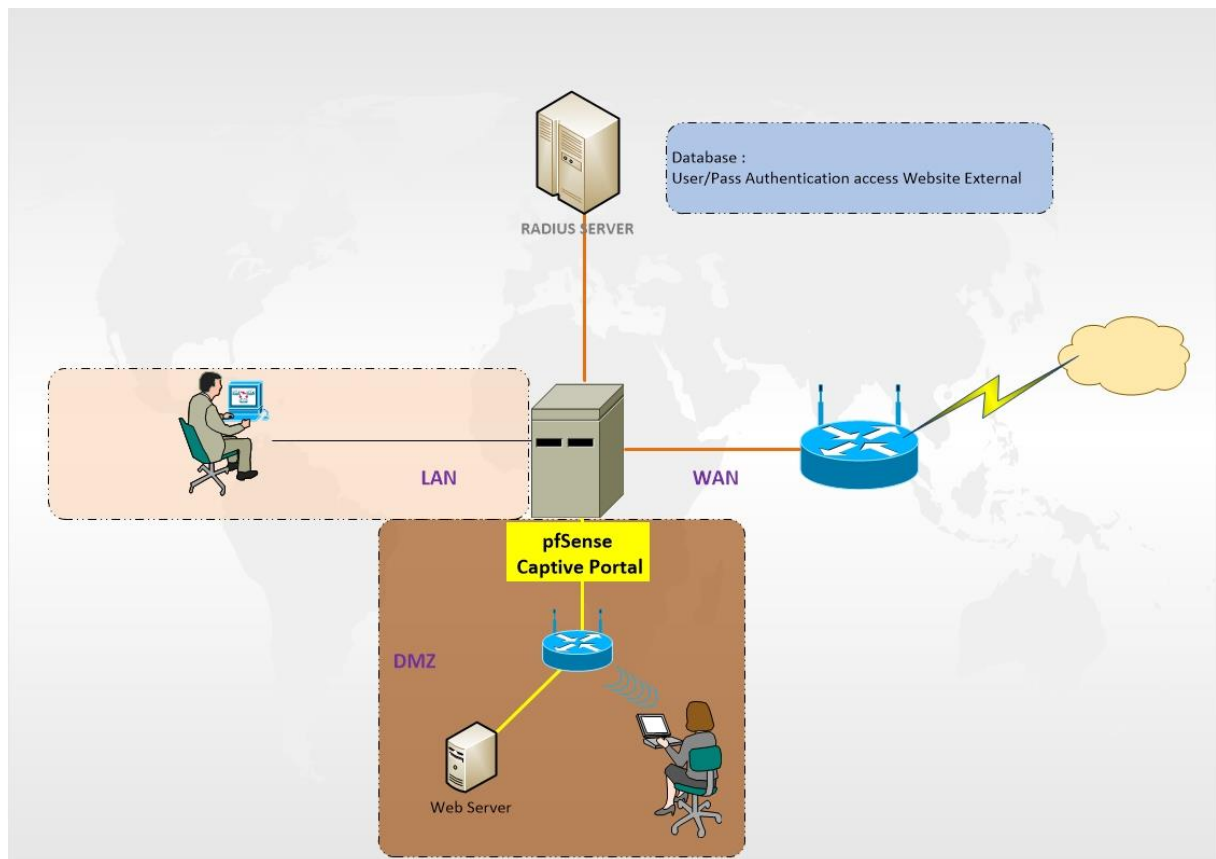 Database :
User/Pass Authentication access Website External
RADIUS SERVER
LAN
WAN
pfSense
Captive Portal
DMZ
Web Server